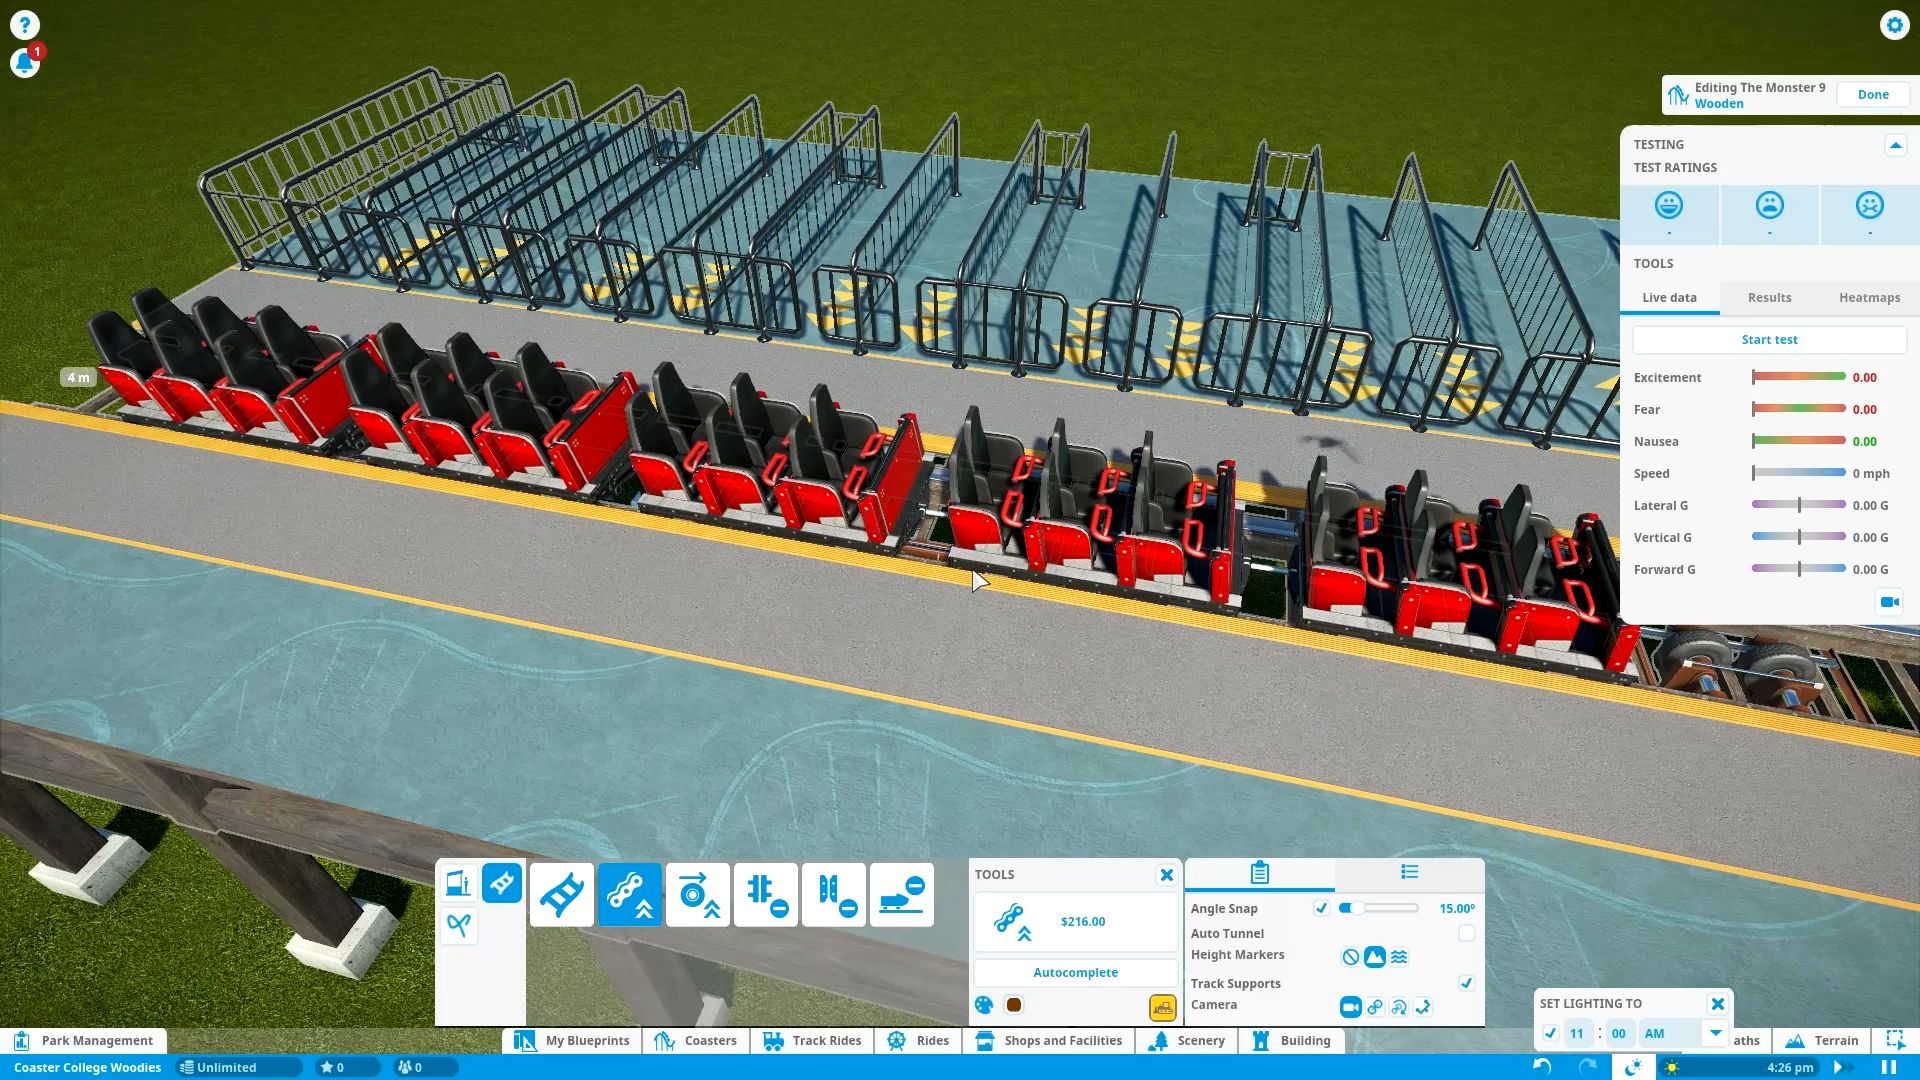 ?
1
Editing The Monster 9
Wooden
Done
TESTING
TEST RATINGS
- - -
TOOLS
Live data Results Heatmaps
Start test
Excitement 0.00
Fear 0.00
Nausea 0.00
Speed 0 mph
Lateral G 0.00 G
Vertical G 0.00 G
Forward G 0.00 G
4 m
TOOLS
$216.00
Autocomplete
Angle Snap 15.00º
Auto Tunnel
Height Markers
Track Supports
Camera
SET LIGHTING TO
11 : 00 AM
Park Management My Blueprints Coasters Track Rides Rides Shops and Facilities Scenery Building aths Terrain
Coaster College Woodies Unlimited 0 0 4:26 pm